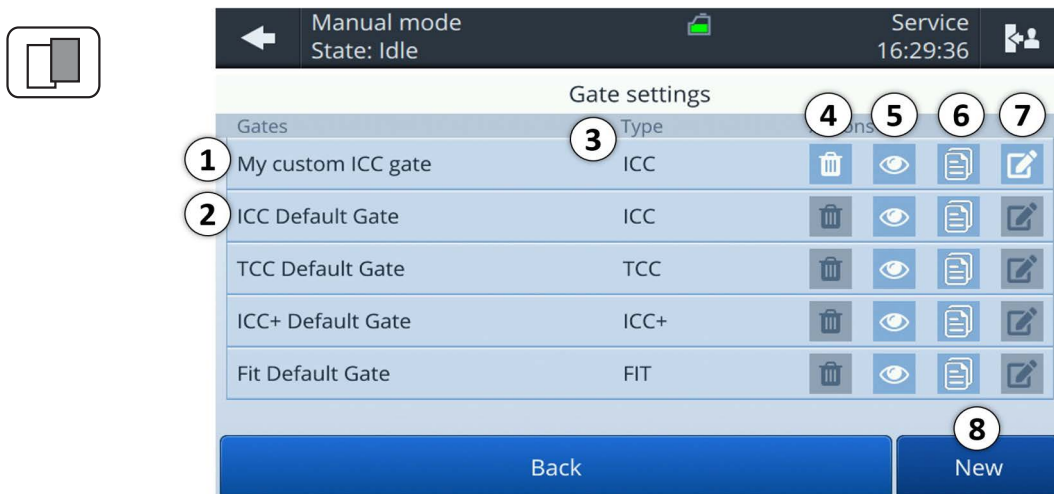 Manual mode
State: Idle
Service
16:29:36
Gate settings
Gates Type
3
4 5 6 7
1 My custom ICC gate ICC
2 ICC Default Gate ICC
TCC Default Gate TCC
ICC+ Default Gate ICC+
Fit Default Gate FIT
8
Back New